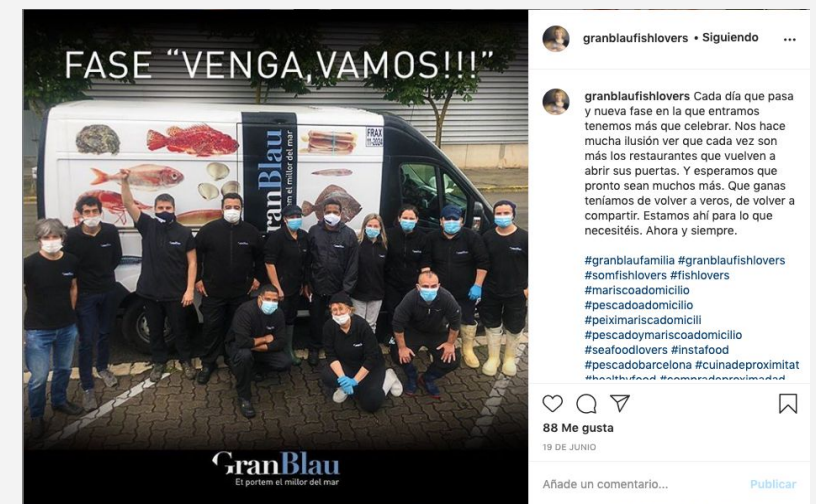 FASE “VENGA, VAMOS!!!”
FRAX
11-2024
GranBlau
GranBlau
Et portem el millor del mar
granblaufishlovers • Siguiendo
granblaufishlovers Cada día que pasa
y nueva fase en la que entramos
tenemos más que celebrar. Nos hace
mucha ilusión ver que cada vez son
más los restaurantes que vuelven a
abrir sus puertas. Y esperamos que
pronto sean muchos más. Que ganas
teníamos de volver a veros, de volver a
compartir. Estamos ahí para lo que
necesitéis. Ahora y siempre.
#granblaufamilia #granblaufishlovers
#somfishlovers #fishlovers
#mariscoadomicilio
#pescadoadomicilio
#peiximariscadomicili
#pescadoymariscoadomicilio
#seafoodlovers #instafood
#pescadobarcelona #cuinadeproximitat
88 Me gusta
19 DE JUNIO
Añade un comentario...
Publicar